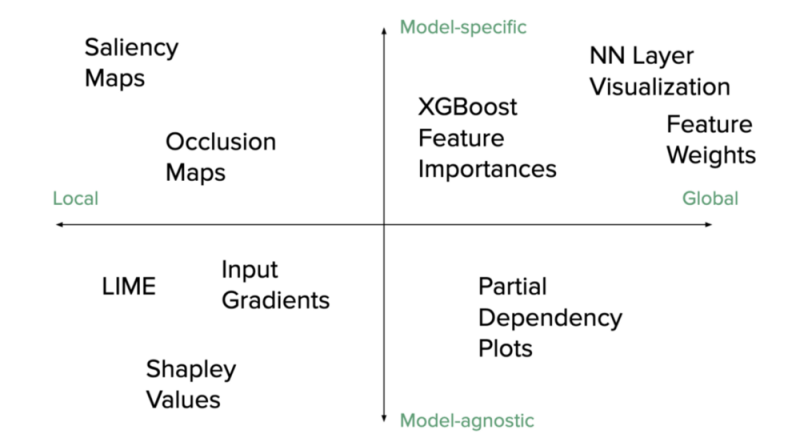 Model-specific
Saliency
Maps
NN Layer
Visualization
XGBoost
Feature
Importances
Feature
Weights
Occlusion
Maps
Local
Global
LIME
Input
Gradients
Partial
Dependency
Plots
Shapley
Values
Model-agnostic